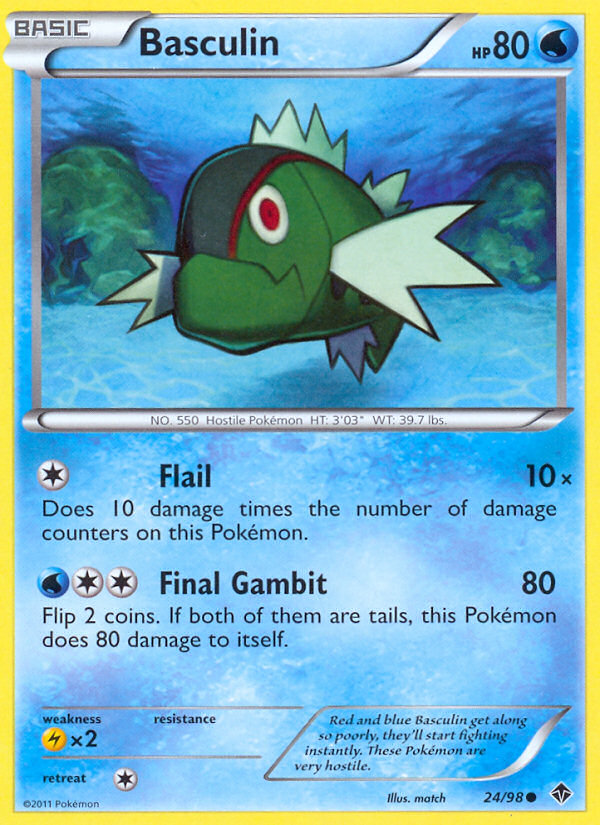 BASIC
Basculin
HP80
NO. 550 Hostile Pokémon HT: 3'03" WT: 39.7 lbs.
Flail 10×
Does 10 damage times the number of damage
counters on this Pokémon.
Final Gambit 80
Flip 2 coins. If both of them are tails, this Pokémon
does 80 damage to itself.
weakness resistance
×2
Red and blue Basculin get along
so poorly, they'll start fighting
instantly. These Pokémon are
very hostile.
retreat
©2011 Pokémon
Illus. match 24/98